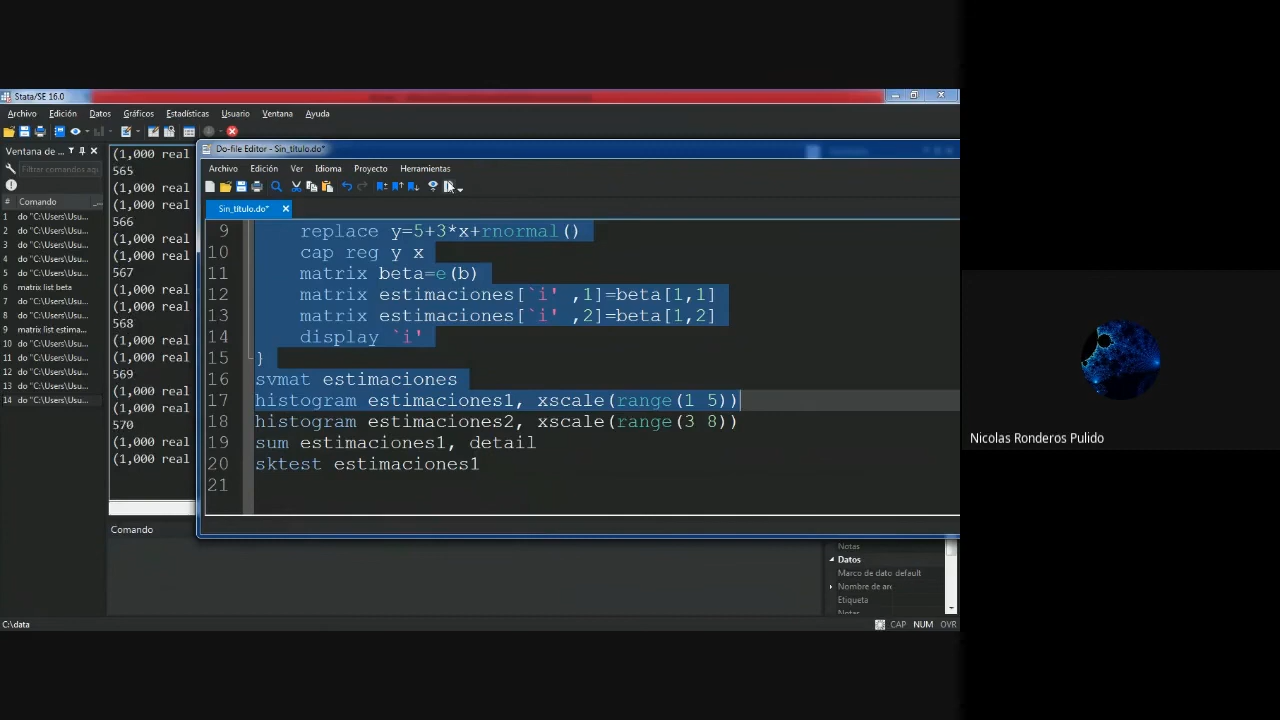 Stata/SE 16.0
Archivo Edición Datos Gráficos Estadísticas Usuario Ventana Ayuda
Ventana de ...
Filtrar comandos aqu
# Comando
1 do "C:\Users\Usu...
2 do "C:\Users\Usu...
3 do "C:\Users\Usu...
4 do "C:\Users\Usu...
5 do "C:\Users\Usu...
6 matrix list beta
7 do "C:\Users\Usu...
8 do "C:\Users\Usu...
9 matrix list estima...
10 do "C:\Users\Usu...
11 do "C:\Users\Usu...
12 do "C:\Users\Usu...
13 do "C:\Users\Usu...
14 do "C:\Users\Usu...
(1,000 real
565
(1,000 real
(1,000 real
566
(1,000 real
(1,000 real
567
(1,000 real
(1,000 real
568
(1,000 real
(1,000 real
569
(1,000 real
(1,000 real
570
(1,000 real
(1,000 real
Do-file Editor - Sin_título.do*
Archivo Edición Ver Idioma Proyecto Herramientas
Sin_título.do*
9 replace y=5+3*x+rnormal()
10 cap reg y x
11 matrix beta=e(b)
12 matrix estimaciones[`i' ,1]=beta[1,1]
13 matrix estimaciones[`i' ,2]=beta[1,2]
14 display `i'
15 }
16 svmat estimaciones
17 histogram estimaciones1, xscale(range(1 5))
18 histogram estimaciones2, xscale(range(3 8))
19 sum estimaciones1, detail
20 sktest estimaciones1
21
Comando
Notas
Datos
Marco de dato default
Nombre de arc
Etiqueta
Notas
C:\data
CAP NUM OVR
Nicolas Ronderos Pulido